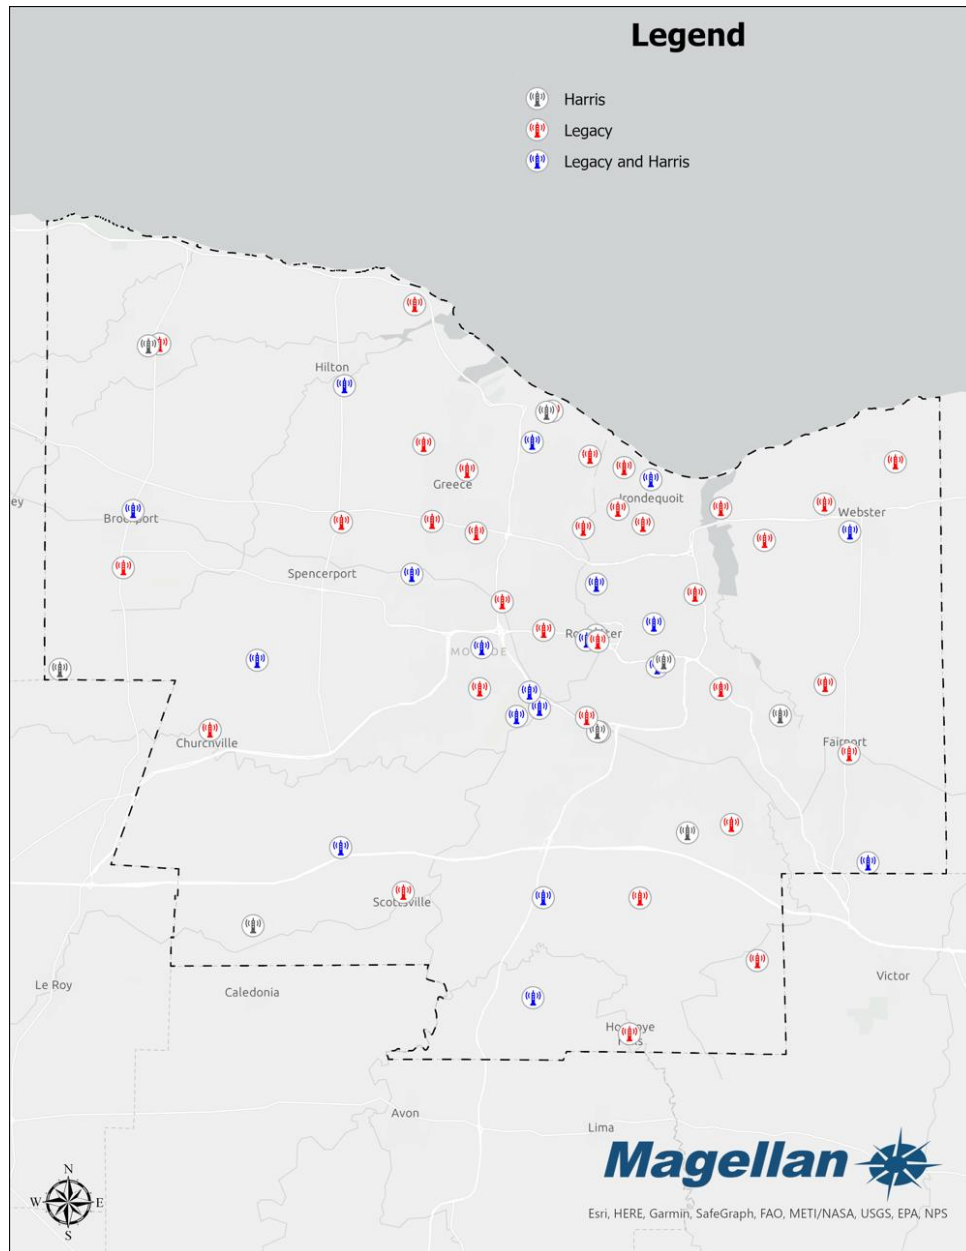 Legend
Harris
Legacy
Legacy and Harris
Hilton
Greece
Irondequoit
Webster
Spencerport
Churchville
Fairport
Scottsville
Le Roy
Caledonia
Victor
Avon
Lima
Magellan
N
W
E
S
Esri, HERE, Garmin, SafeGraph, FAO, METI/NASA, USGS, EPA, NPS